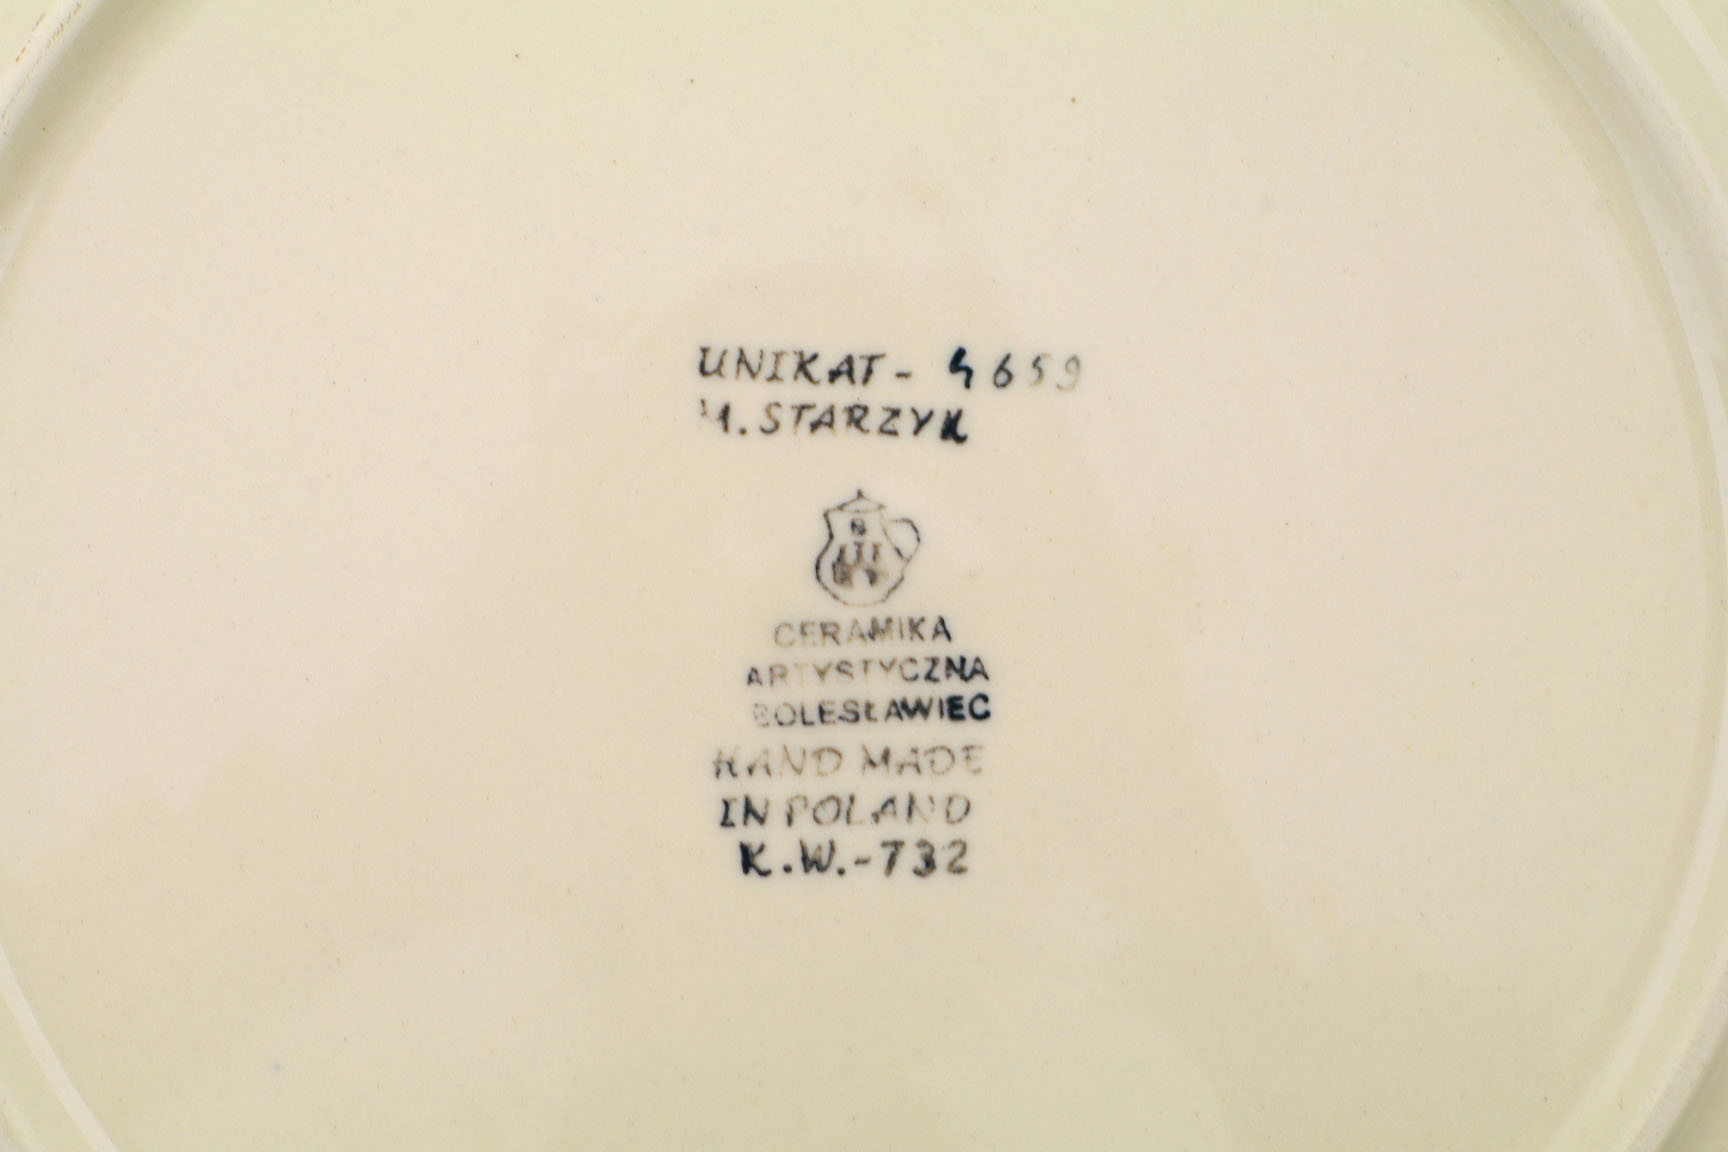 UNIKAT - 4659
M. STARZYK
B
CERAMIKA
ARTYSTYCZNA
BOLESŁAWIEC
HAND MADE
IN POLAND
K.W.-732